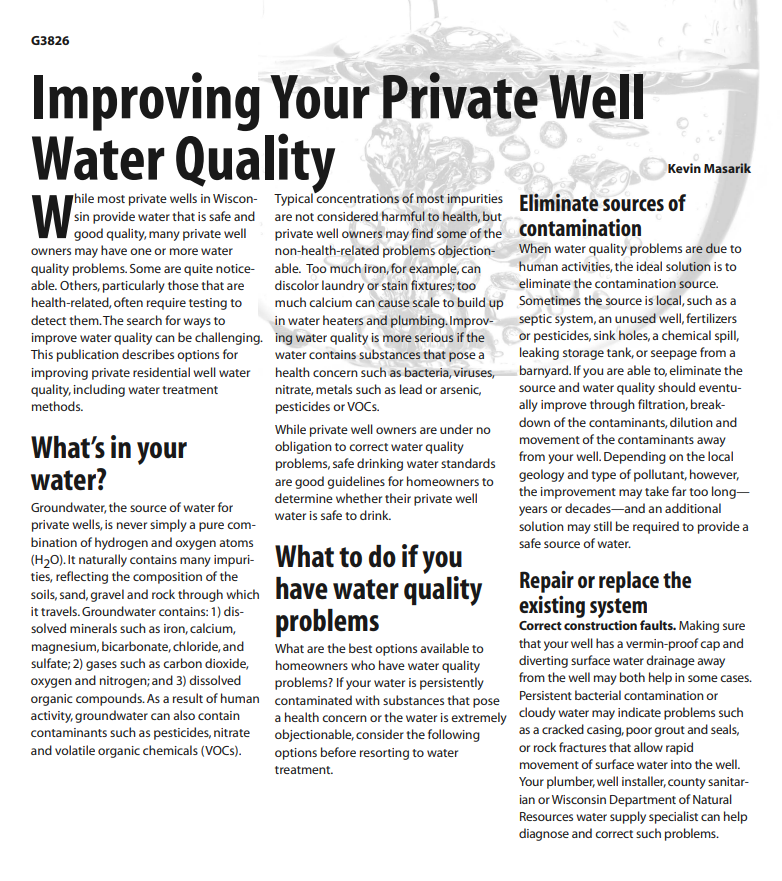 G3826
Improving Your Private Well
Water Quality
Kevin Masarik
While most private wells in Wiscon-
sin provide water that is safe and
good quality, many private well
owners may have one or more water
quality problems. Some are quite notice-
able. Others, particularly those that are
health-related, often require testing to
detect them. The search for ways to
improve water quality can be challenging.
This publication describes options for
improving private residential well water
quality, including water treatment
methods.
What's in your
water?
Groundwater, the source of water for
private wells, is never simply a pure com-
bination of hydrogen and oxygen atoms
(H2O). It naturally contains many impuri-
ties, reflecting the composition of the
soils, sand, gravel and rock through which
it travels. Groundwater contains: 1) dis-
solved minerals such as iron, calcium,
magnesium, bicarbonate, chloride, and
sulfate; 2) gases such as carbon dioxide,
oxygen and nitrogen; and 3) dissolved
organic compounds. As a result of human
activity, groundwater can also contain
contaminants such as pesticides, nitrate
and volatile organic chemicals (VOCs).
Typical concentrations of most impurities
are not considered harmful to health, but
private well owners may find some of the
non-health-related problems objection-
able. Too much iron, for example, can
discolor laundry or stain fixtures; too
much calcium can cause scale to build up
in water heaters and plumbing. Improv-
ing water quality is more serious if the
water contains substances that pose a
health concern such as bacteria, viruses,
nitrate, metals such as lead or arsenic,
pesticides or VOCs.
While private well owners are under no
obligation to correct water quality
problems, safe drinking water standards
are good guidelines for homeowners to
determine whether their private well
water is safe to drink.
What to do if you
have water quality
problems
What are the best options available to
homeowners who have water quality
problems? If your water is persistently
contaminated with substances that pose
a health concern or the water is extremely
objectionable, consider the following
options before resorting to water
treatment.
Eliminate sources of
contamination
When water quality problems are due to
human activities, the ideal solution is to
eliminate the contamination source.
Sometimes the source is local, such as a
septic system, an unused well, fertilizers
or pesticides, sink holes, a chemical spill,
leaking storage tank, or seepage from a
barnyard. If you are able to, eliminate the
source and water quality should eventu-
ally improve through filtration, break-
down of the contaminants, dilution and
movement of the contaminants away
from your well. Depending on the local
geology and type of pollutant, however,
the improvement may take far too long—
years or decades—and an additional
solution may still be required to provide a
safe source of water.
Repair or replace the
existing system
Correct construction faults. Making sure
that your well has a vermin-proof cap and
diverting surface water drainage away
from the well may both help in some cases.
Persistent bacterial contamination or
cloudy water may indicate problems such
as a cracked casing, poor grout and seals,
or rock fractures that allow rapid
movement of surface water into the well.
Your plumber, well installer, county sanitar-
ian or Wisconsin Department of Natural
Resources water supply specialist can help
diagnose and correct such problems.